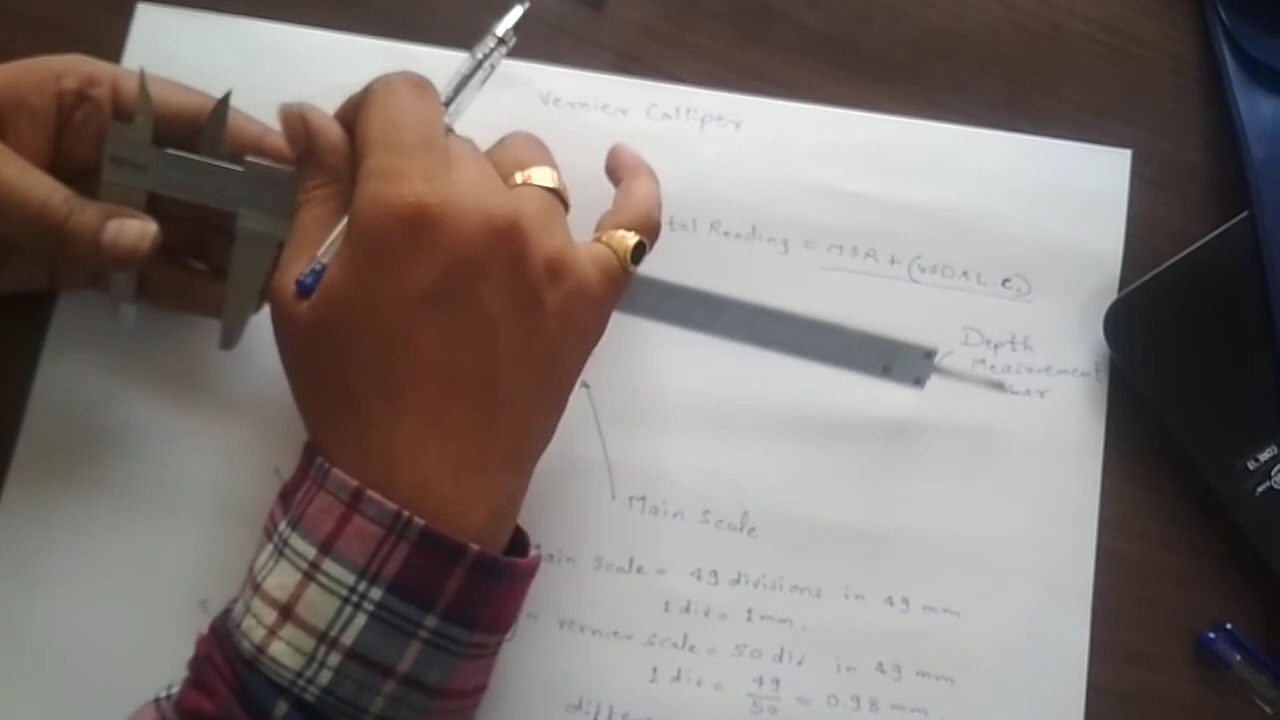 Vernier Calliper
tal Reading = MSR + (VSD × L.C.)
Depth
Measurement
bar
Main Scale
ain scale = 49 divisions in 49 mm
1 div = 1mm.
n vernier scale = 50 div in 49 mm
1 div = 49/50 = 0.98 mm.